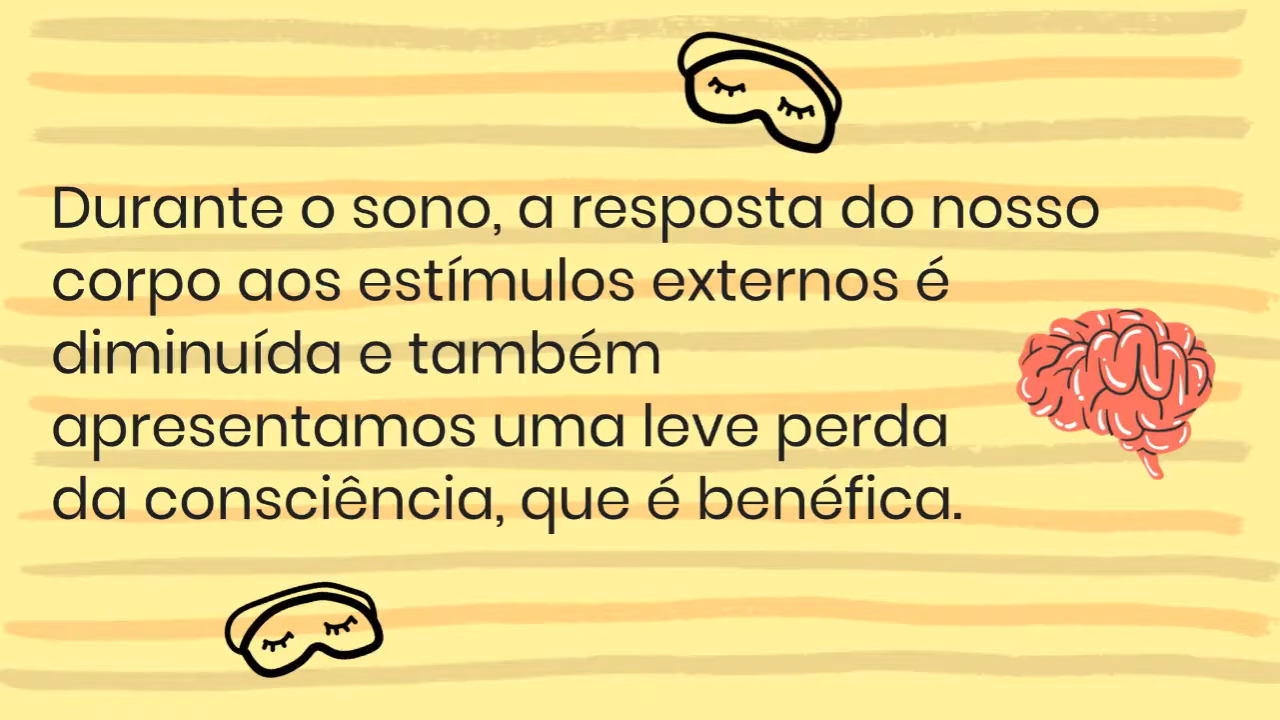 Durante o sono, a resposta do nosso
corpo aos estímulos externos é
diminuída e também
apresentamos uma leve perda
da consciência, que é benéfica.